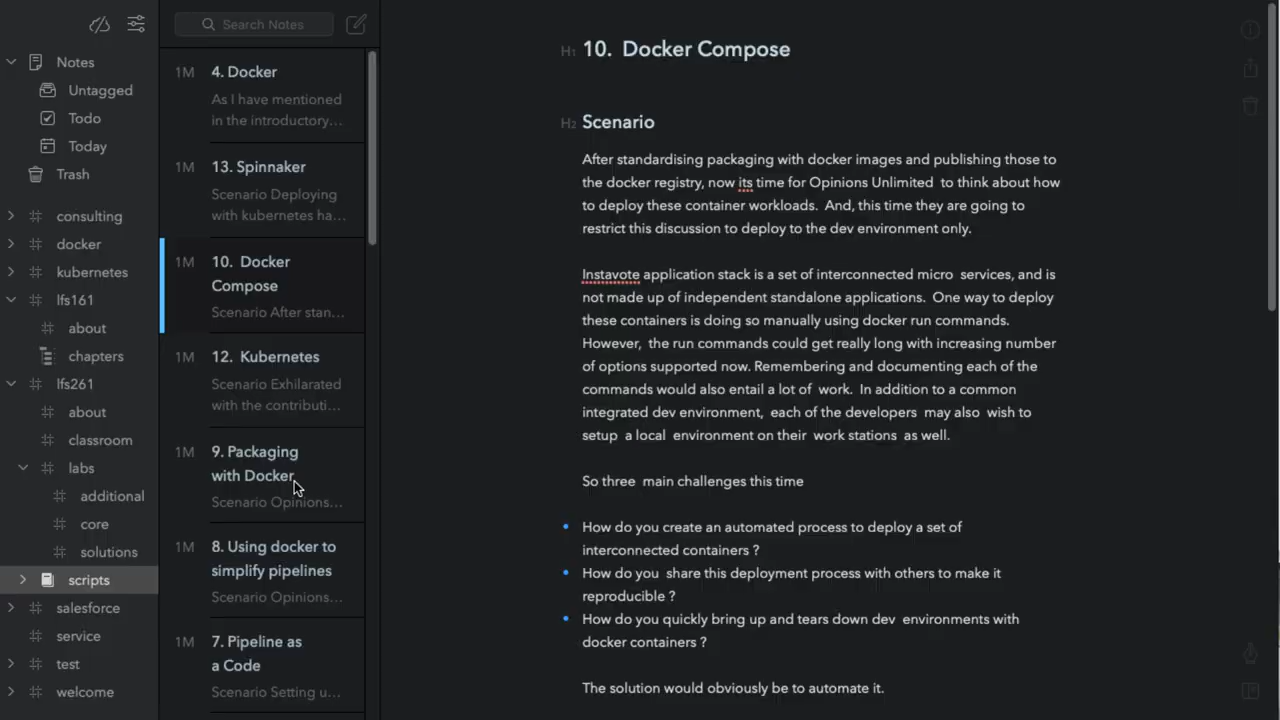 Notes
Untagged
Todo
Today
Trash
consulting
docker
kubernetes
lfs161
about
chapters
lfs261
about
classroom
labs
additional
core
solutions
scripts
salesforce
service
test
welcome
Search Notes
1M 4. Docker
As I have mentioned
in the introductory...
1M 13. Spinnaker
Scenario Deploying
with kubernetes ha...
1M 10. Docker
Compose
Scenario After stan...
1M 12. Kubernetes
Scenario Exhilarated
with the contributi...
1M 9. Packaging
with Docker
Scenario Opinions...
1M 8. Using docker to
simplify pipelines
Scenario Opinions...
1M 7. Pipeline as
a Code
Scenario Setting u...
H1 10. Docker Compose
H2 Scenario
After standardising packaging with docker images and publishing those to
the docker registry, now its time for Opinions Unlimited to think about how
to deploy these container workloads. And, this time they are going to
restrict this discussion to deploy to the dev environment only.
Instavote application stack is a set of interconnected micro services, and is
not made up of independent standalone applications. One way to deploy
these containers is doing so manually using docker run commands.
However, the run commands could get really long with increasing number
of options supported now. Remembering and documenting each of the
commands would also entail a lot of work. In addition to a common
integrated dev environment, each of the developers may also wish to
setup a local environment on their work stations as well.
So three main challenges this time
• How do you create an automated process to deploy a set of
interconnected containers ?
• How do you share this deployment process with others to make it
reproducible ?
• How do you quickly bring up and tears down dev environments with
docker containers ?
The solution would obviously be to automate it.